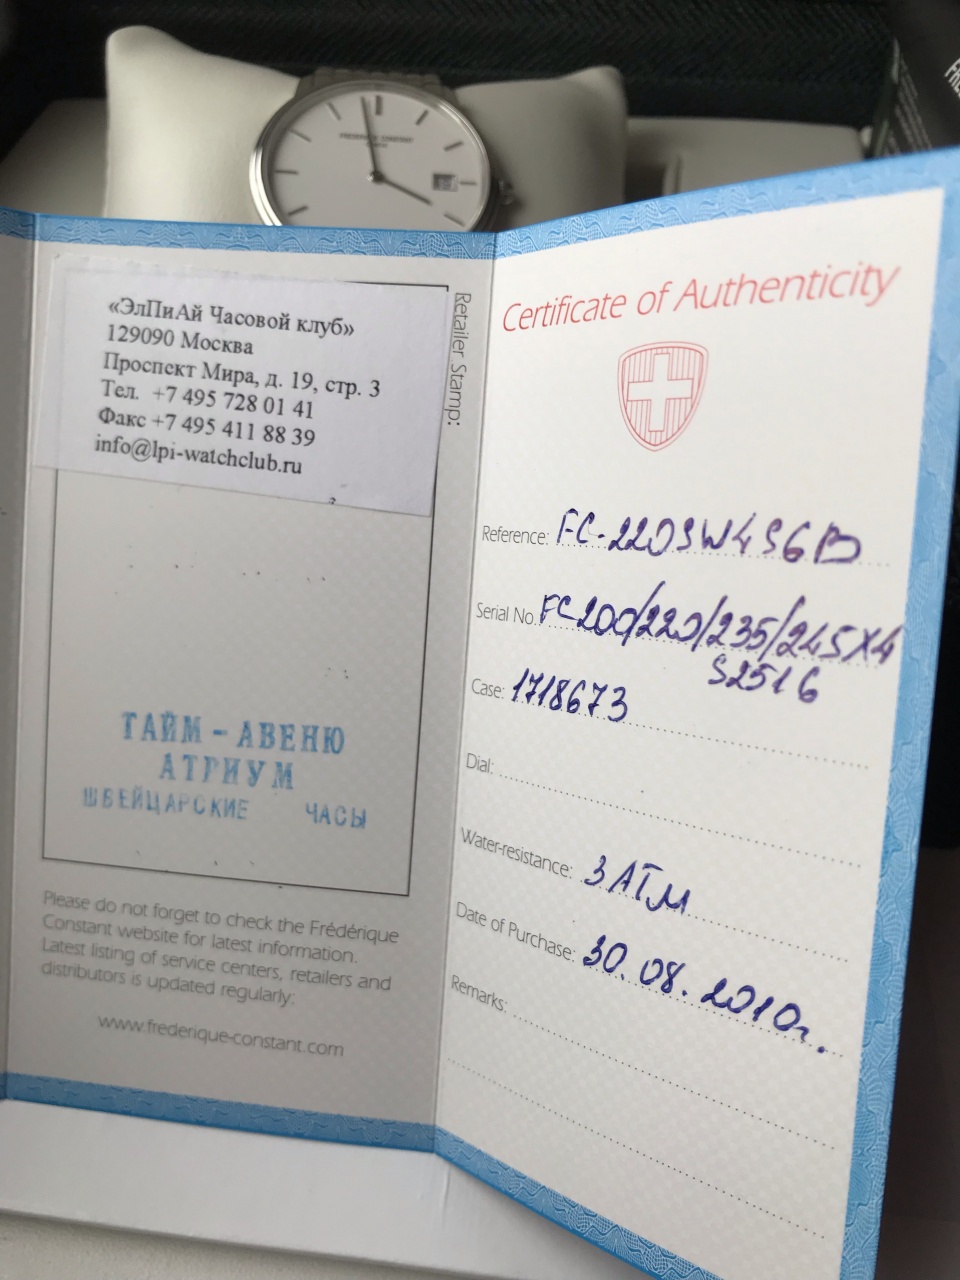 FREDERIQUE CONSTANT
«ЭлПиАй Часовой клуб»
129090 Москва
Проспект Мира, д. 19, стр. 3
Тел. +7 495 728 01 41
Факс +7 495 411 88 39
info@lpi-watchclub.ru
Retailer Stamp:
ТАЙМ - АВЕНЮ
АТРИУМ
ШВЕЙЦАРСКИЕ ЧАСЫ
Please do not forget to check the Frédérique
Constant website for latest information.
Latest listing of service centers, retailers and
distributors is updated regularly:
www.frederique-constant.com
Certificate of Authenticity
Reference: FC-220SW4S6B
Serial No. FC200/220/235/245X4
S2516
Case: 1718673
Dial:
Water-resistance: 3 АТМ
Date of Purchase: 30.08.2010г.
Remarks: